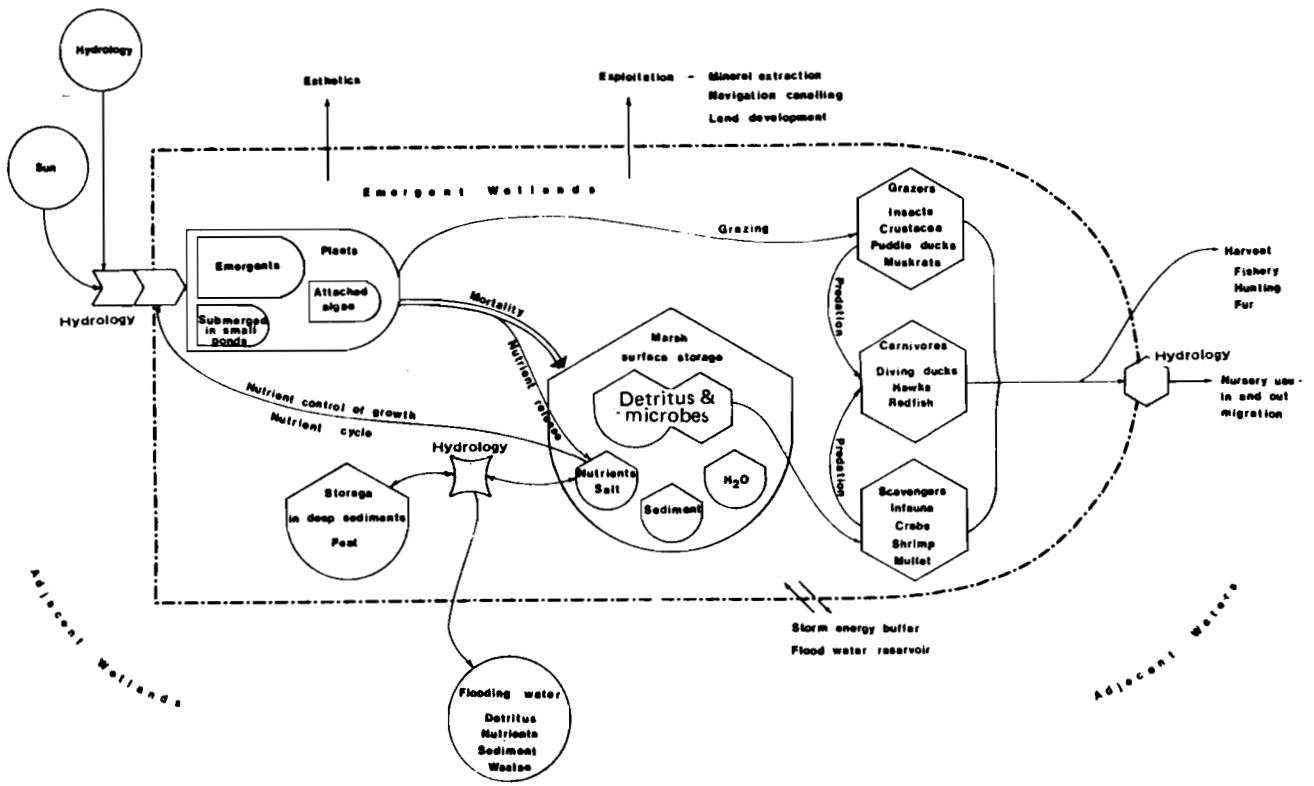 Hydrology
Sun
Hydrology
Esthetics
Exploitation - Mineral extraction
Navigation canalling
Land development
Emergent Wetlands
Plants
Emergents
Attached
algae
Submerged
in small
ponds
Grazing
Mortality
Nutrient release
Nutrient control of growth
Nutrient cycle
Marsh
surface storage
Detritus &
microbes
Nutrients
Salt
Sediment
H2O
Hydrology
Storage
in deep sediments
Peat
Grazers
Insects
Crustacea
Puddle ducks
Muskrats
Predation
Carnivores
Diving ducks
Hawks
Redfish
Predation
Scavengers
Infauna
Crabs
Shrimp
Mullet
Harvest
Fishery
Hunting
Fur
Hydrology
Nursery use -
in and out
migration
Storm energy buffer
Flood water reservoir
Flooding water
Detritus
Nutrients
Sediment
Adjacent Wetlands
Adjacent Waters